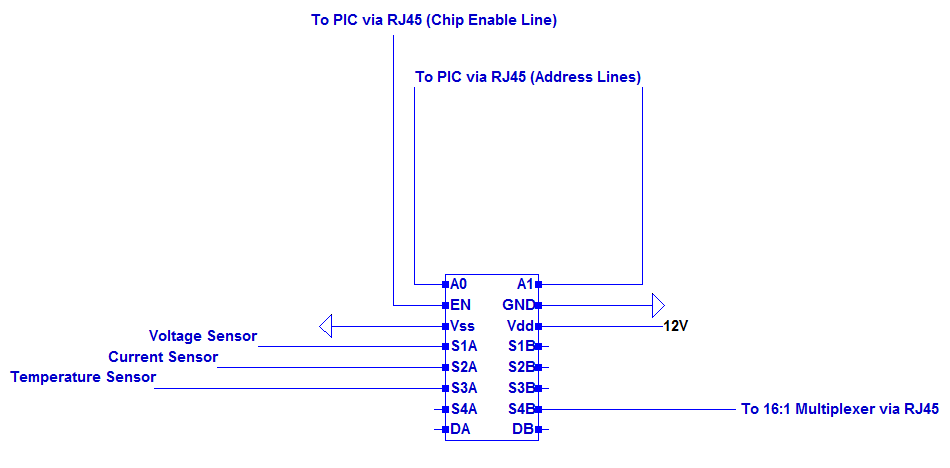 To PIC via RJ45 (Chip Enable Line)
To PIC via RJ45 (Address Lines)
A0 A1
EN GND
Vss Vdd 12V
Voltage Sensor S1A S1B
Current Sensor S2A S2B
Temperature Sensor S3A S3B
S4A S4B To 16:1 Multiplexer via RJ45
DA DB